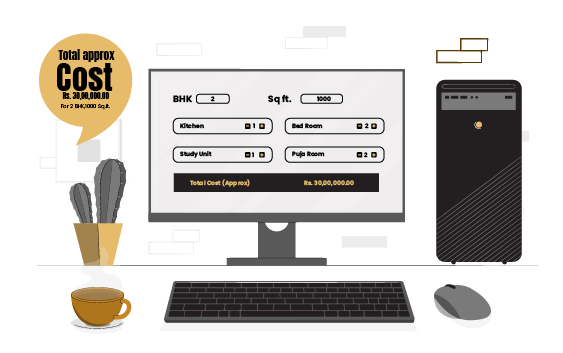 Total approx
Cost
Rs. 30,00,000.00
For 2 BHK,1000 Sq.ft.
BHK 2 Sq ft. 1000
Kitchen - 1 + Bed Room - 2 +
Study Unit - 1 + Puja Room - 2 +
Total Cost (Approx) Rs. 30,00,000.00